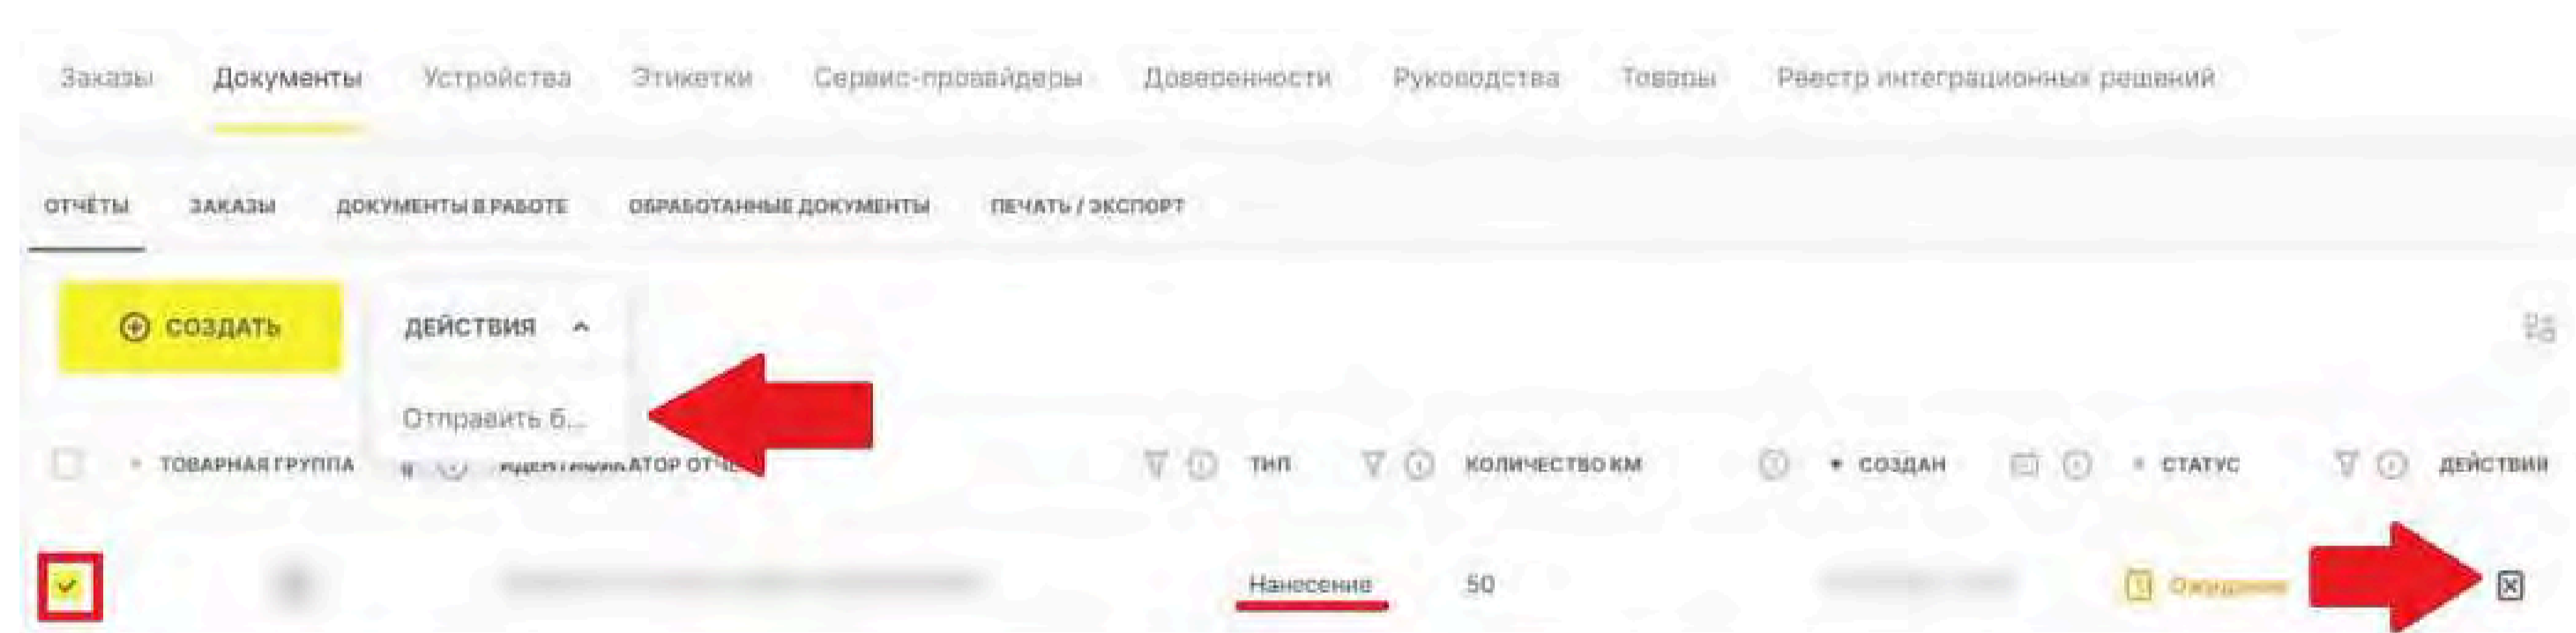 Заказы Документы Устройства Этикетки Сервис-провайдеры Доверенности Руководства Товары Реестр интеграционных решений
ОТЧЁТЫ ЗАКАЗЫ ДОКУМЕНТЫ В РАБОТЕ ОБРАБОТАННЫЕ ДОКУМЕНТЫ ПЕЧАТЬ / ЭКСПОРТ
СОЗДАТЬ ДЕЙСТВИЯ
Отправить б...
ТОВАРНАЯ ГРУППА ТИП КОЛИЧЕСТВО КМ СОЗДАН СТАТУС ДЕЙСТВИЯ
Нанесение 50 Ожидание